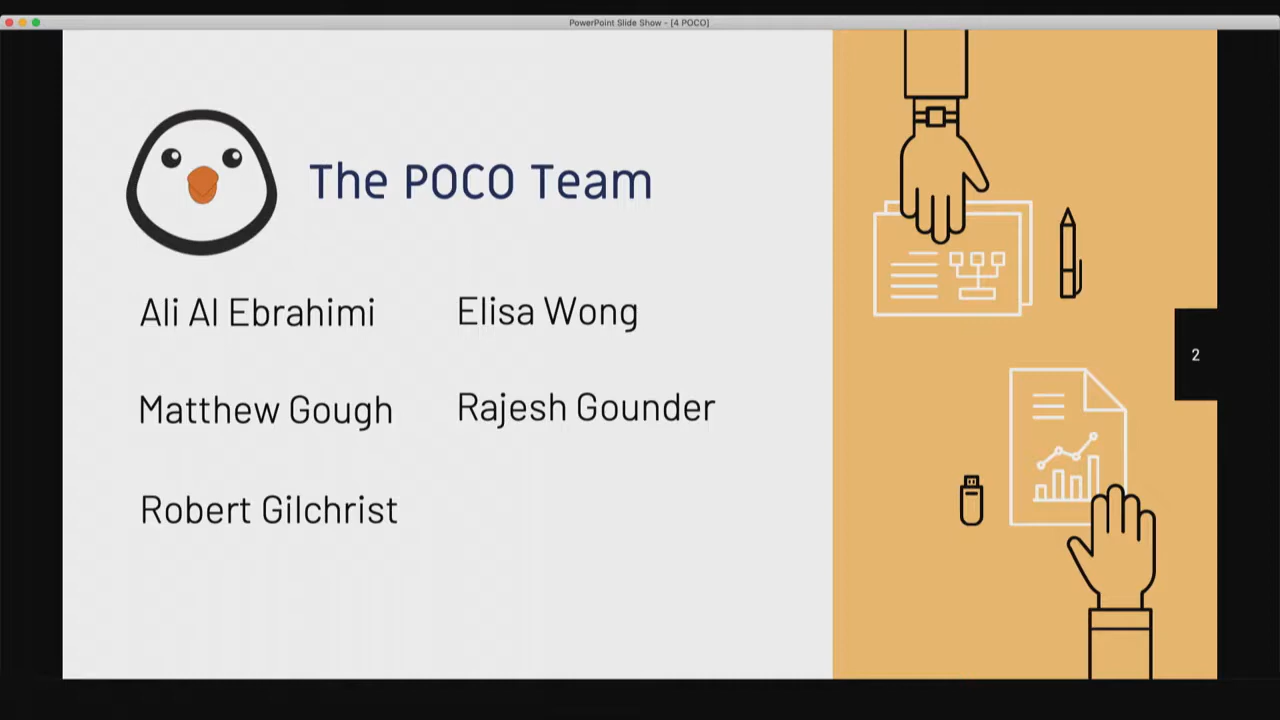 PowerPoint Slide Show - [4 POCO]
The POCO Team
Ali Al Ebrahimi
Elisa Wong
Matthew Gough
Rajesh Gounder
Robert Gilchrist
2